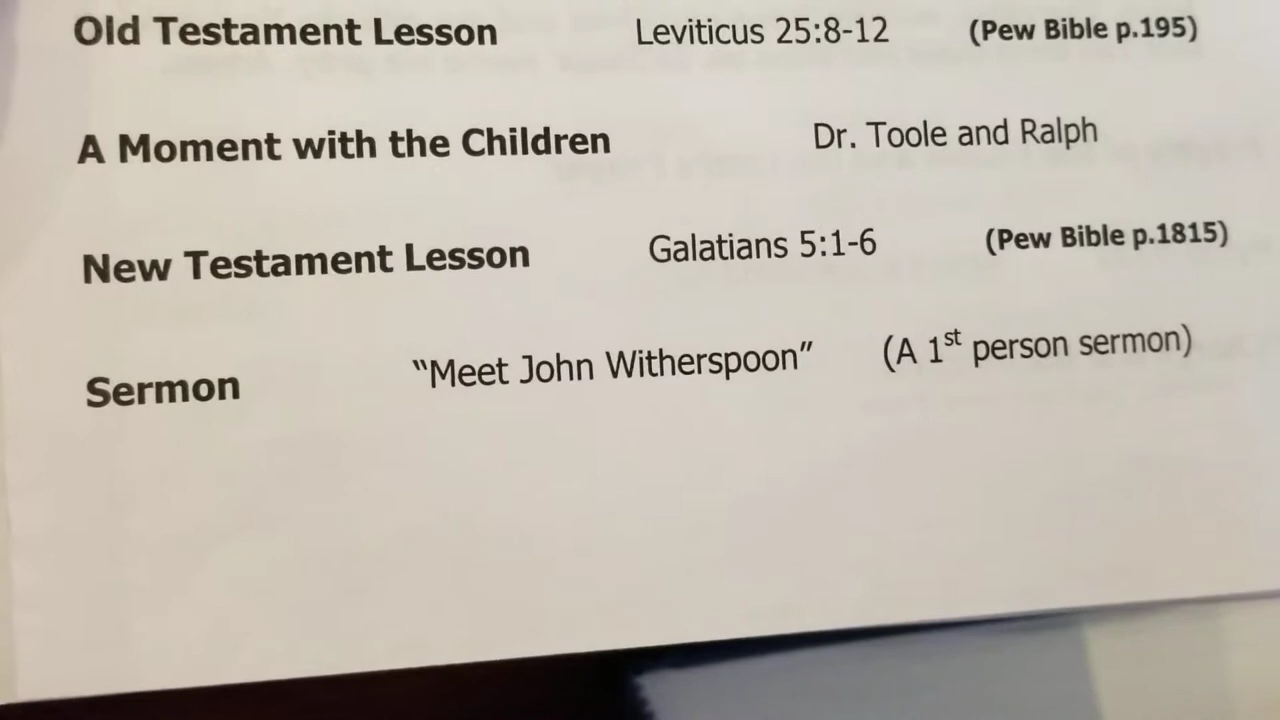 Old Testament Lesson Leviticus 25:8-12 (Pew Bible p.195)
A Moment with the Children Dr. Toole and Ralph
New Testament Lesson Galatians 5:1-6 (Pew Bible p.1815)
Sermon “Meet John Witherspoon” (A 1st person sermon)